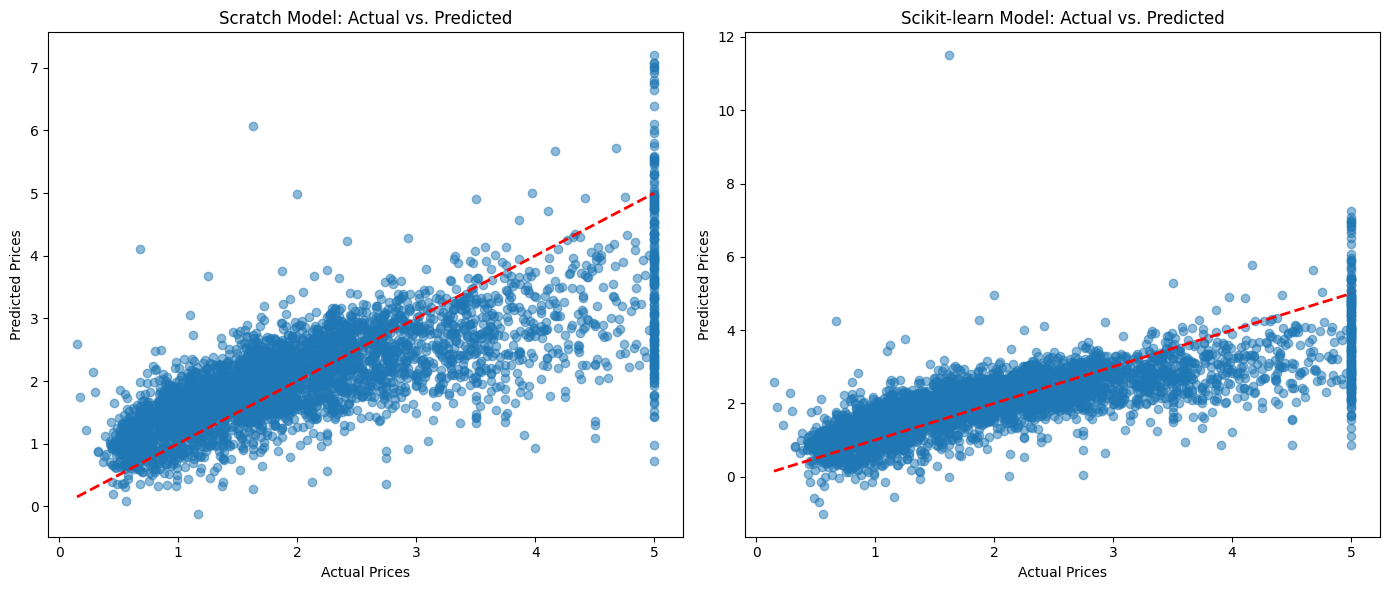 Scratch Model: Actual vs. Predicted
7
6
5
4
3
2
1
0
Predicted Prices
0 1 2 3 4 5
Actual Prices
Scikit-learn Model: Actual vs. Predicted
12
10
8
6
4
2
0
Predicted Prices
0 1 2 3 4 5
Actual Prices